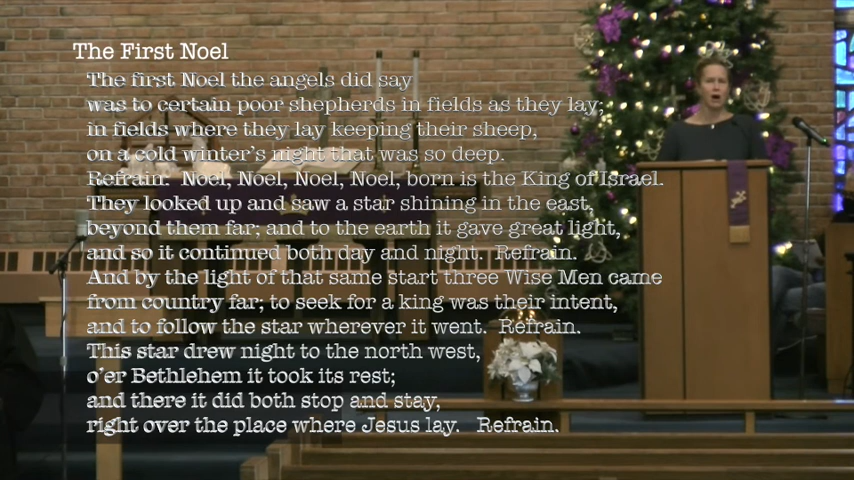 The First Noel
The first Noel the angels did say
was to certain poor shepherds in fields as they lay;
in fields where they lay keeping their sheep,
on a cold winter's night that was so deep.
Refrain: Noel, Noel, Noel, Noel, born is the King of Israel.
They looked up and saw a star shining in the east,
beyond them far; and to the earth it gave great light,
and so it continued both day and night. Refrain.
And by the light of that same start three Wise Men came
from country far; to seek for a king was their intent,
and to follow the star wherever it went. Refrain.
This star drew night to the north west,
o'er Bethlehem it took its rest;
and there it did both stop and stay,
right over the place where Jesus lay. Refrain.